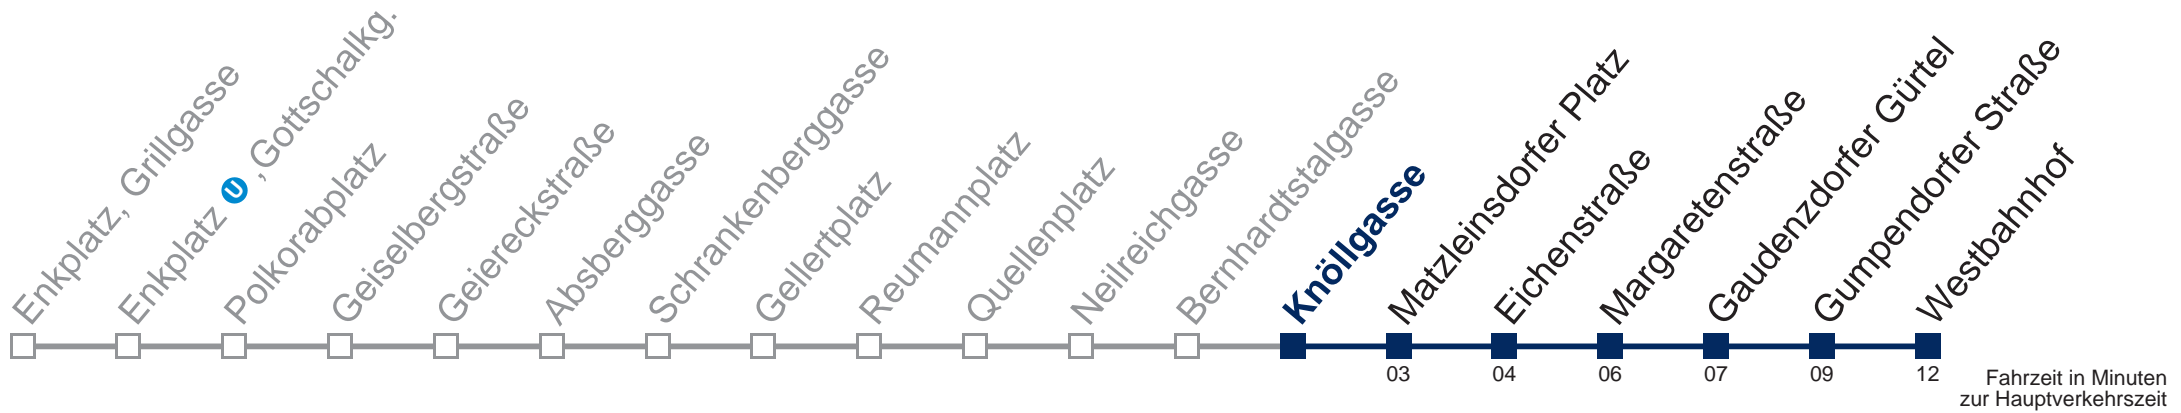 Enkplatz, Grillgasse
Enkplatz U, Gottschalkg.
Polkorabplatz
Geiselbergstraße
Geiereckstraße
Absberggasse
Schrankenberggasse
Gellertplatz
Reumannplatz
Quellenplatz
Neilreichgasse
Bernhardtstalgasse
Knöllgasse
Matzleinsdorfer Platz
Eichenstraße
Margaretenstraße
Gaudenzdorfer Gürtel
Gumpendorfer Straße
Westbahnhof
03 04 06 07 09 12
Fahrzeit in Minuten
zur Hauptverkehrszeit